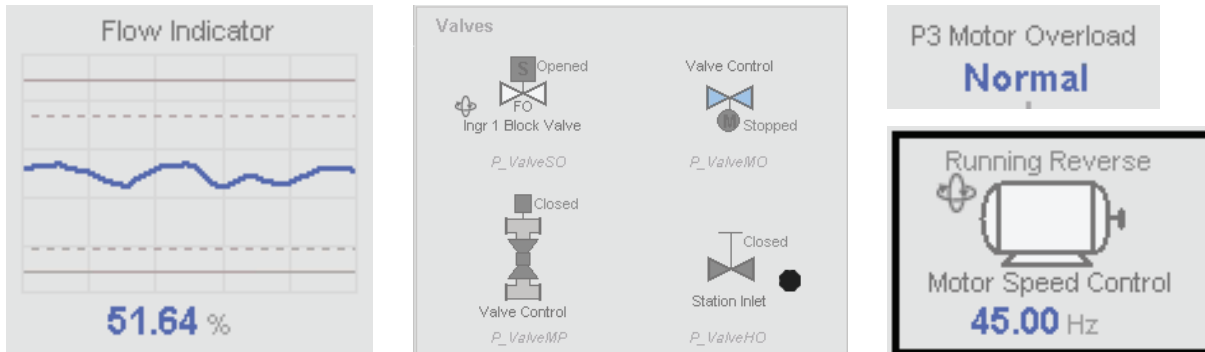 Flow Indicator
51.64 %
Valves
S Opened
FO
Ingr 1 Block Valve
P_ValveSO
Valve Control
M Stopped
P_ValveMO
Closed
Valve Control
P_ValveMP
Closed
Station Inlet
P_ValveHO
P3 Motor Overload
Normal
Running Reverse
Motor Speed Control
45.00 Hz